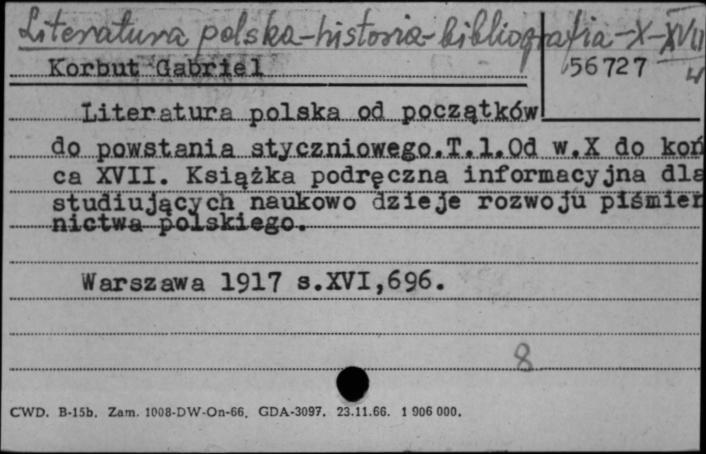 Literatura polska-historia-bibliografia-X-XVII
w
Korbut Gabriel
56727
Literatura polska od początków
do powstania styczniowego.T.1.Od w.X do koń
ca XVII. Książka podręczna informacyjna dla
studiujących naukowo dzieje rozwoju piśmien
nictwa polskiego.
Warszawa 1917 s.XVI,696.
8
CWD. B-15b. Zam. 1008-DW-On-66. GDA-3097. 23.11.66. 1 906 000.